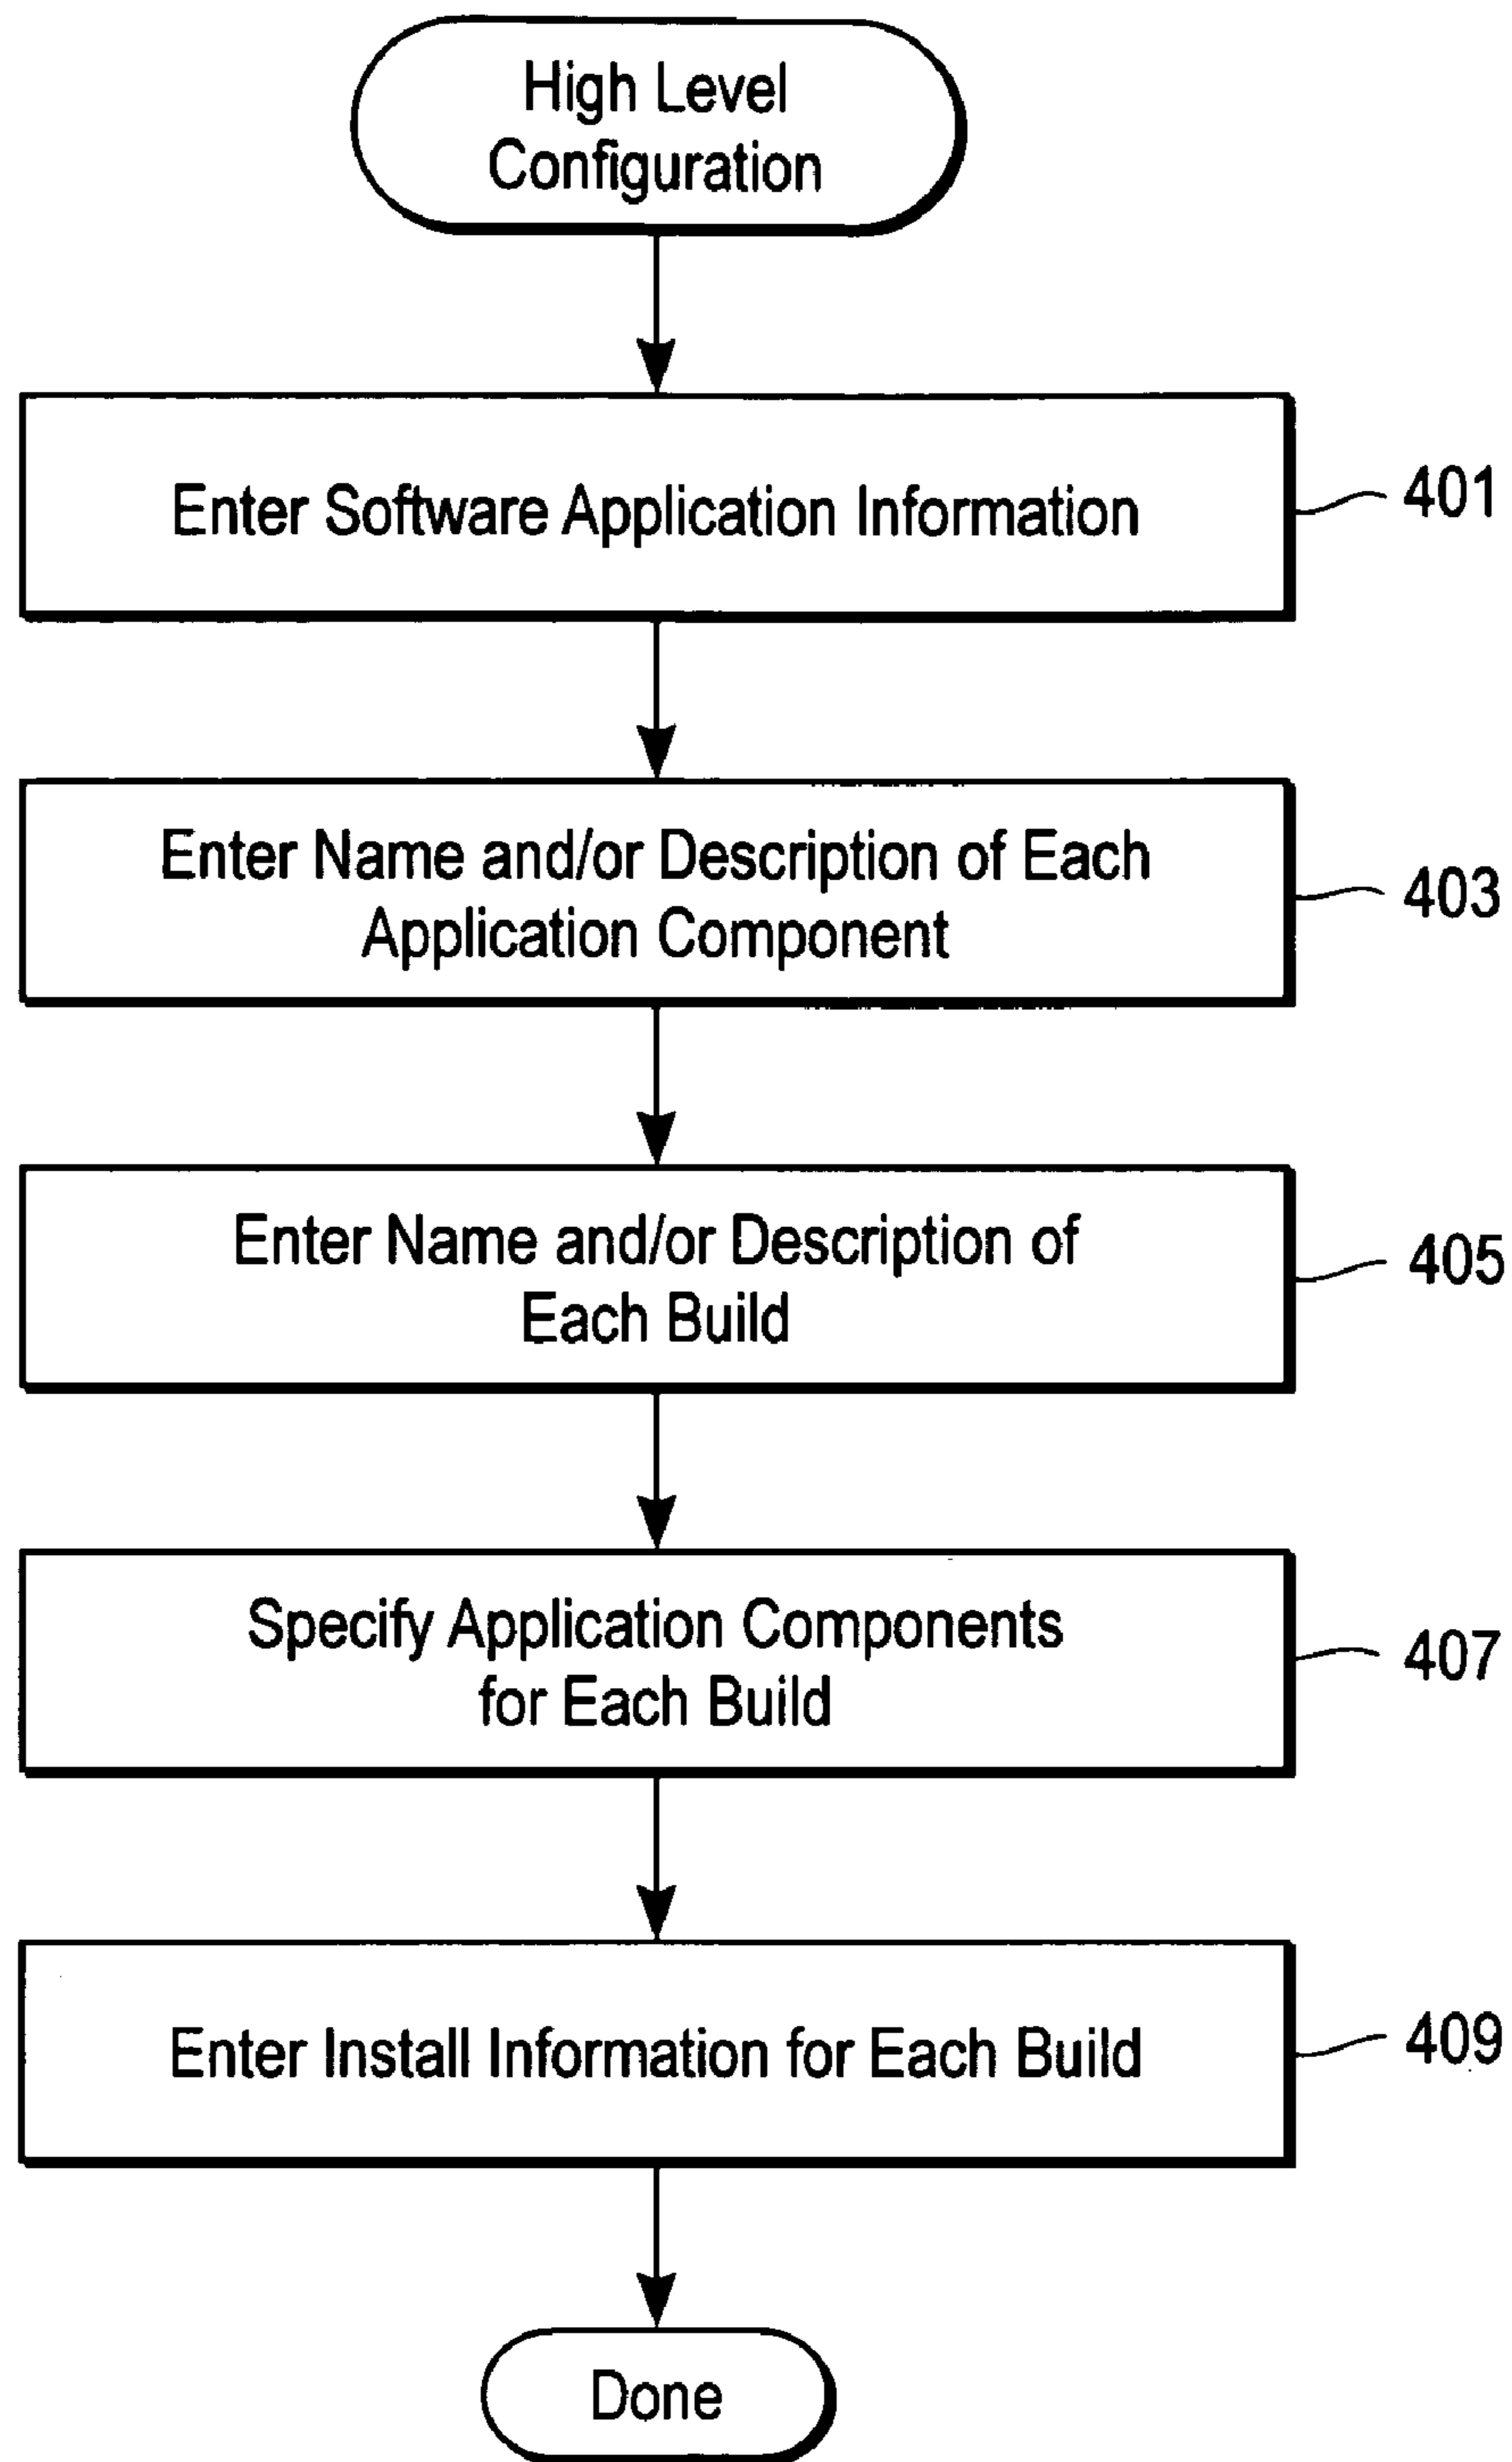 High Level
Configuration
Enter Software Application Information
401
Enter Name and/or Description of Each
Application Component
403
Enter Name and/or Description of
Each Build
405
Specify Application Components
for Each Build
407
Enter Install Information for Each Build
409
Done